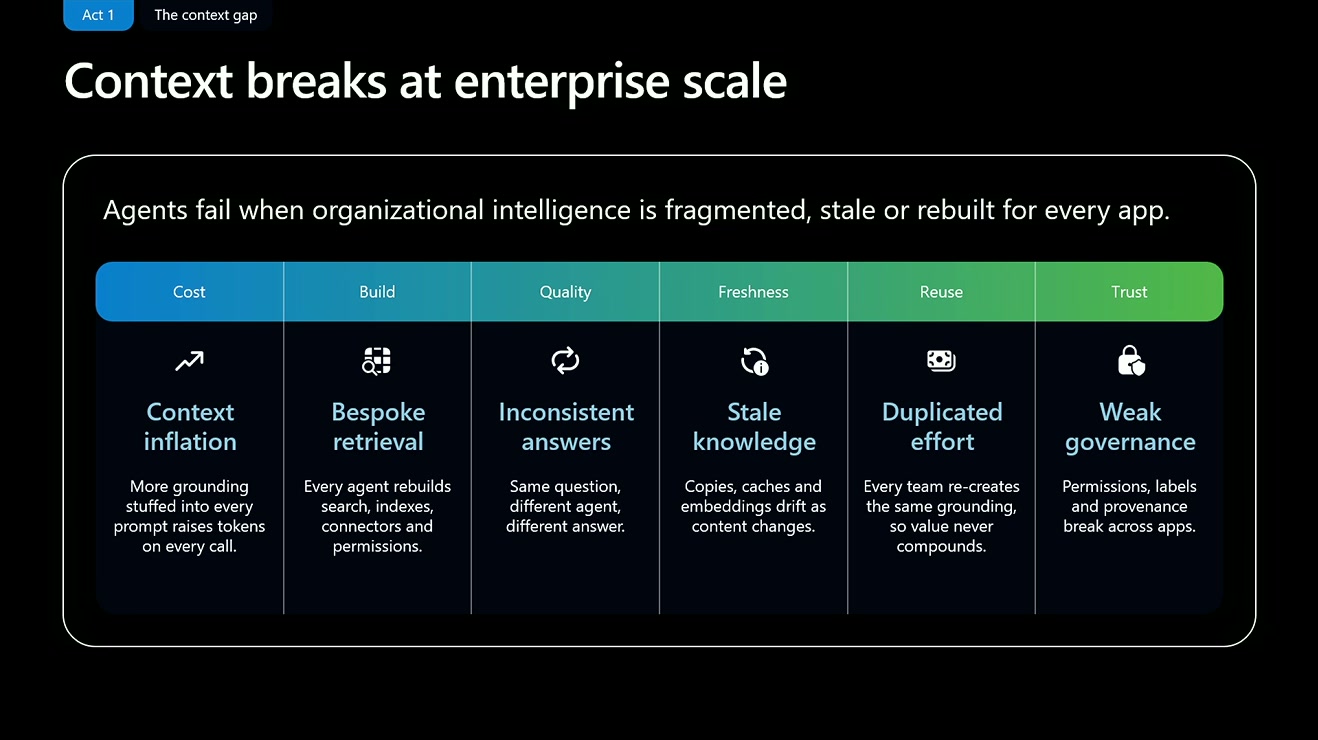 Act 1
The context gap
Context breaks at enterprise scale
Agents fail when organizational intelligence is fragmented, stale or rebuilt for every app.
Cost
Build
Quality
Freshness
Reuse
Trust
Context
inflation
More grounding
stuffed into every
prompt raises tokens
on every call.
Bespoke
retrieval
Every agent rebuilds
search, indexes,
connectors and
permissions.
Inconsistent
answers
Same question,
different agent,
different answer.
Stale
knowledge
Copies, caches and
embeddings drift as
content changes.
Duplicated
effort
Every team re-creates
the same grounding,
so value never
compounds.
Weak
governance
Permissions, labels
and provenance
break across apps.